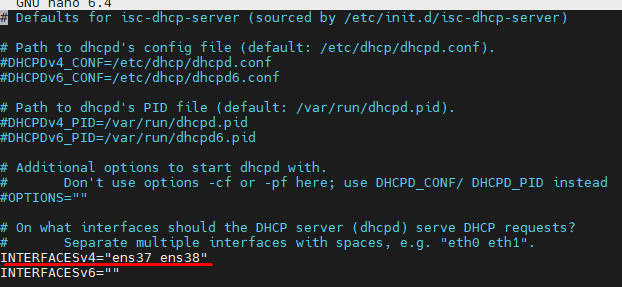 GNU nano 6.4
# Defaults for isc-dhcp-server (sourced by /etc/init.d/isc-dhcp-server)
# Path to dhcpd's config file (default: /etc/dhcp/dhcpd.conf).
#DHCPDv4_CONF=/etc/dhcp/dhcpd.conf
#DHCPDv6_CONF=/etc/dhcp/dhcpd6.conf
# Path to dhcpd's PID file (default: /var/run/dhcpd.pid).
#DHCPDv4_PID=/var/run/dhcpd.pid
#DHCPDv6_PID=/var/run/dhcpd6.pid
# Additional options to start dhcpd with.
#       Don't use options -cf or -pf here; use DHCPD_CONF/ DHCPD_PID instead
#OPTIONS=""
# On what interfaces should the DHCP server (dhcpd) serve DHCP requests?
#       Separate multiple interfaces with spaces, e.g. "eth0 eth1".
INTERFACESv4="ens37 ens38"
INTERFACESv6=""